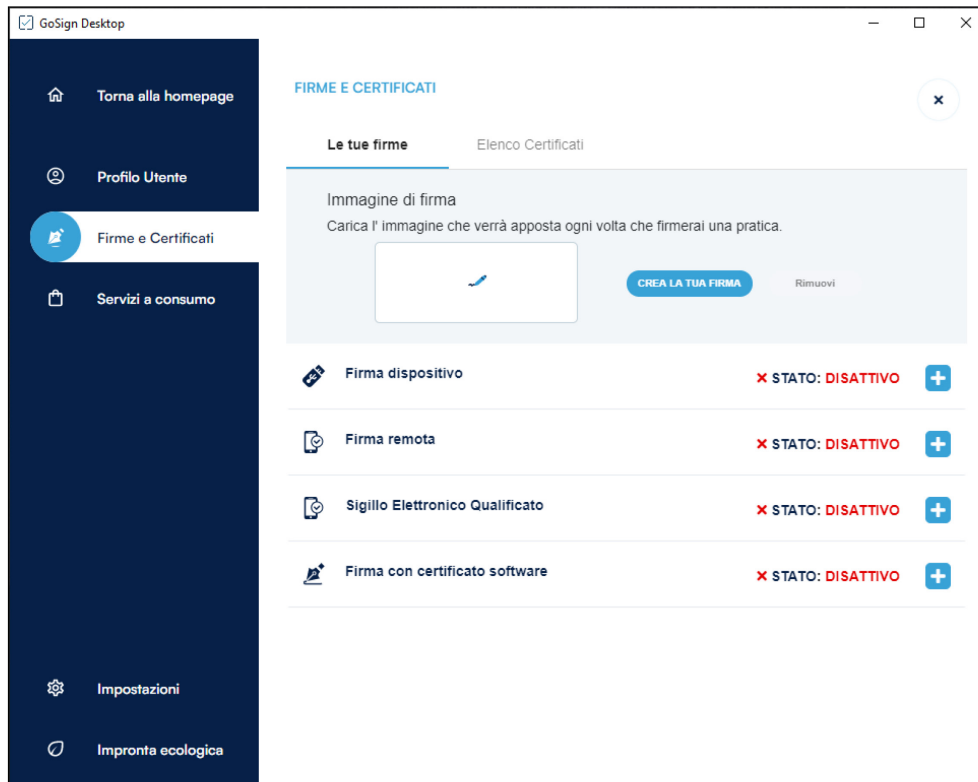 GoSign Desktop
Torna alla homepage
Profilo Utente
Firme e Certificati
Servizi a consumo
Impostazioni
Impronta ecologica
FIRME E CERTIFICATI
Le tue firme
Elenco Certificati
Immagine di firma
Carica l' immagine che verrà apposta ogni volta che firmerai una pratica.
CREA LA TUA FIRMA
Rimuovi
Firma dispositivo
STATO: DISATTIVO
Firma remota
STATO: DISATTIVO
Sigillo Elettronico Qualificato
STATO: DISATTIVO
Firma con certificato software
STATO: DISATTIVO